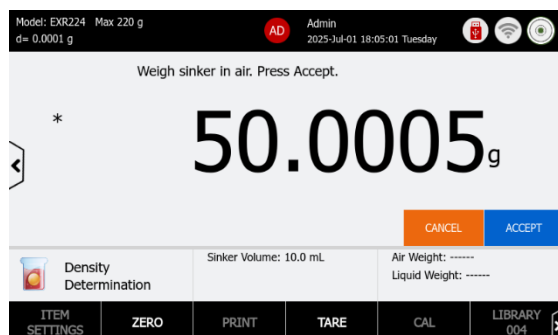 Model: EXR224 Max 220 g
d= 0.0001 g
AD
Admin
2025-Jul-01 18:05:01 Tuesday
Weigh sinker in air. Press Accept.
*
50.0005 g
CANCEL
ACCEPT
Density
Determination
Sinker Volume: 10.0 mL
Air Weight: ------
Liquid Weight: ------
ITEM
SETTINGS
ZERO
PRINT
TARE
CAL
LIBRARY
004